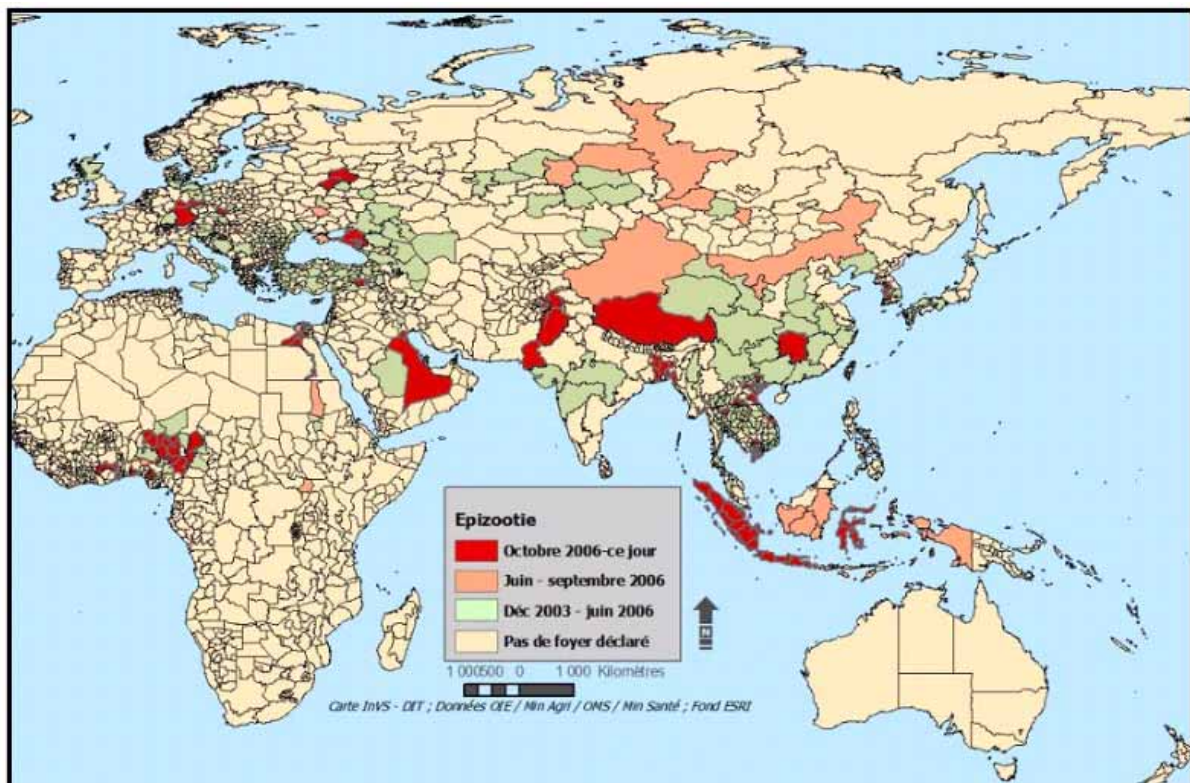 Epizootie
Octobre 2006-ce jour
Juin - septembre 2006
Déc 2003 - juin 2006
Pas de foyer déclaré
N
1 000500 0 1 000 Kilomètres
Carte InVS - DIT ; Données OIE / Min Agri / OMS / Min Santé ; Fond ESRI